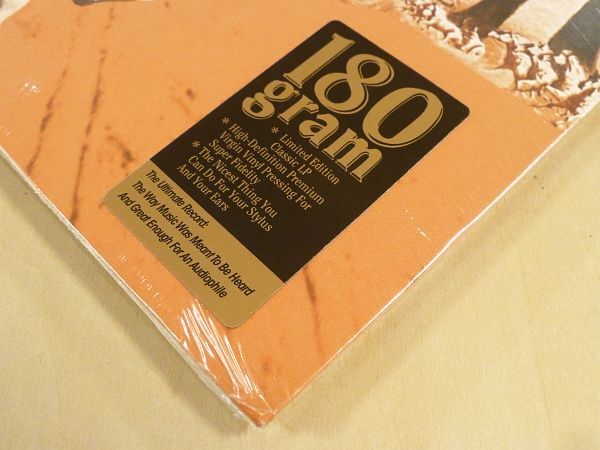 180
gram
* Limited Edition
Classic LP
* High-Definition Premium
Virgin Vinyl Pressing For
Super Fidelity
* The Nicest Thing You
Can Do For Your Stylus
And Your Ears
The Ultimate Record:
The Way Music Was Meant To Be Heard
And Great Enough For An Audiophile